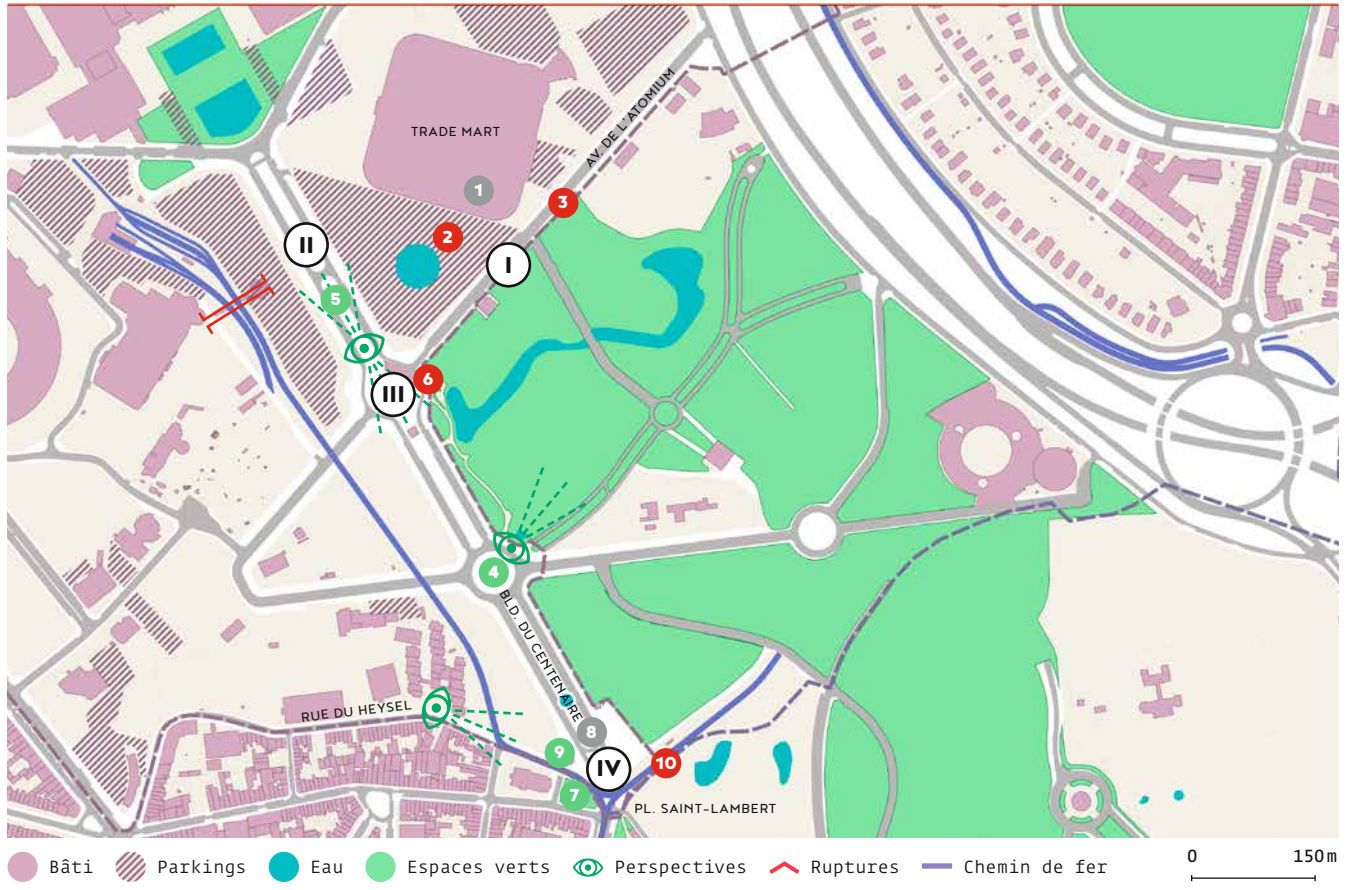 TRADE MART
AV. DE L'ATOMIUM
1
3
2
II
I
5
6
III
4
BLD. DU CENTENAIRE
RUE DU HEYSEL
8
9
IV
10
7
PL. SAINT-LAMBERT
Bâti
Parkings
Eau
Espaces verts
Perspectives
Ruptures
Chemin de fer
0 150 m